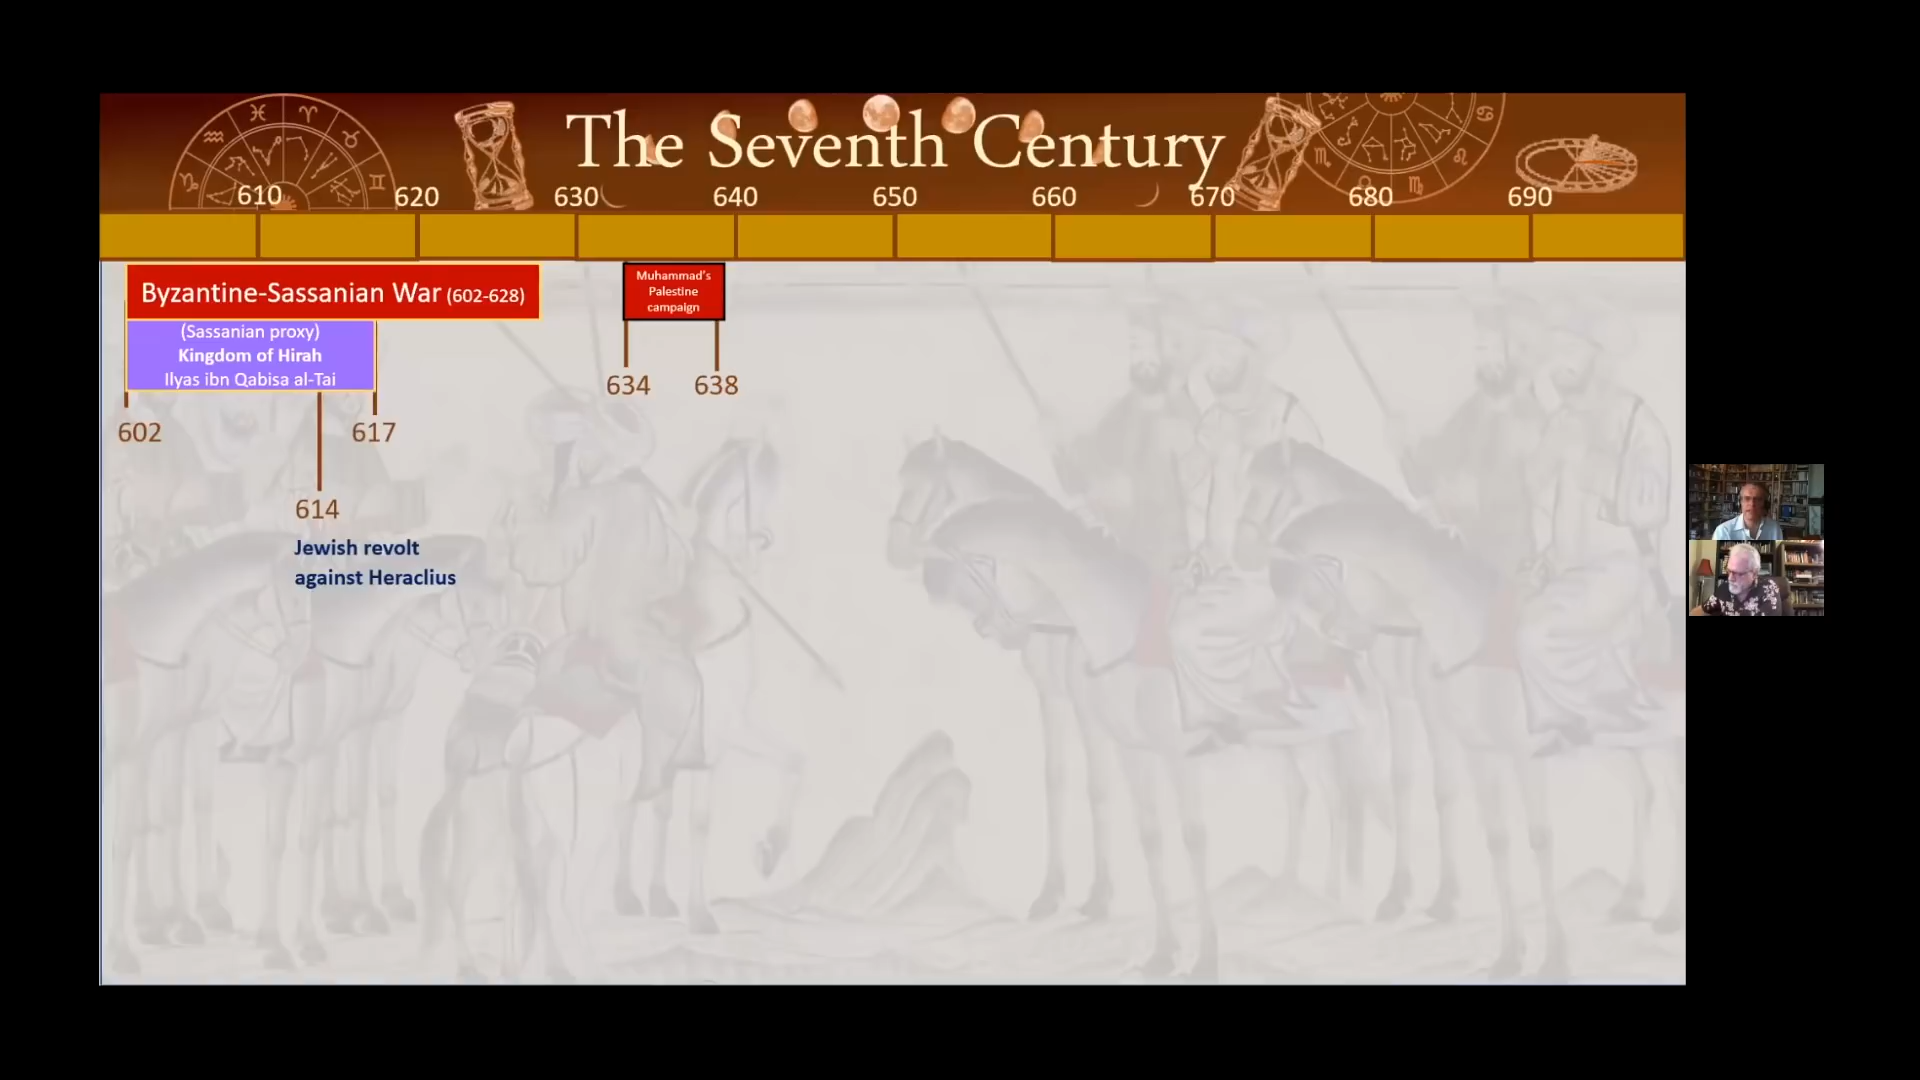 The Seventh Century
610 620 630 640 650 660 670 680 690
Byzantine-Sassanian War (602-628)
Muhammad's
Palestine
campaign
(Sassanian proxy)
Kingdom of Hirah
Ilyas ibn Qabisa al-Tai
634 638
602 617
614
Jewish revolt
against Heraclius